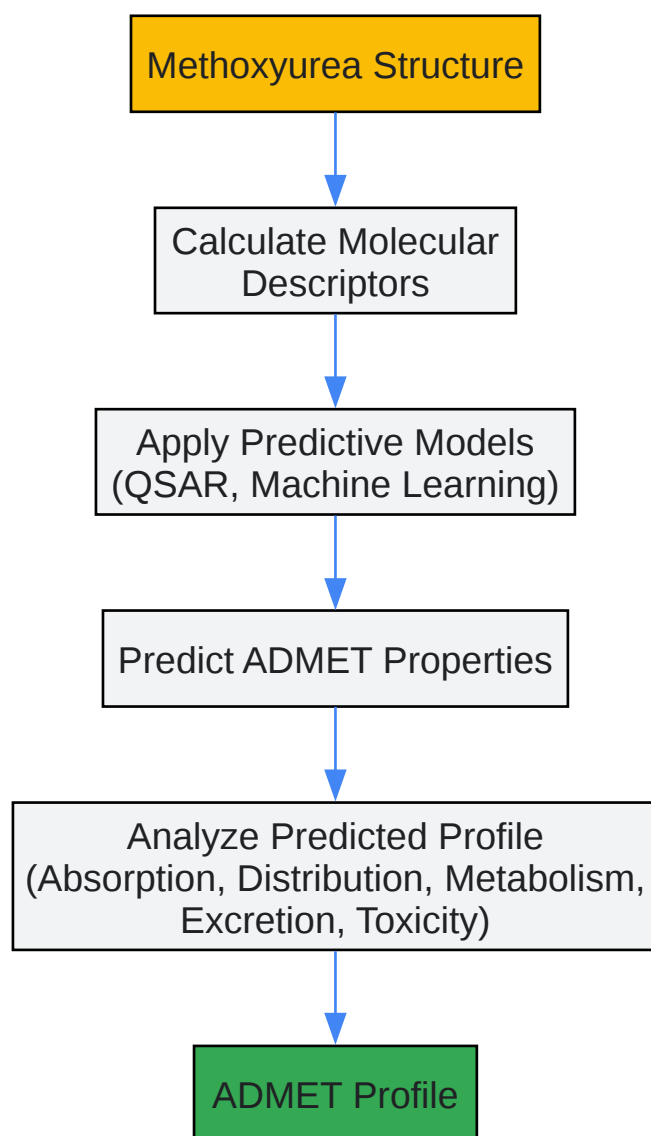 Methoxyurea Structure
Calculate Molecular
Descriptors
Apply Predictive Models
(QSAR, Machine Learning)
Predict ADMET Properties
Analyze Predicted Profile
(Absorption, Distribution, Metabolism,
Excretion, Toxicity)
ADMET Profile